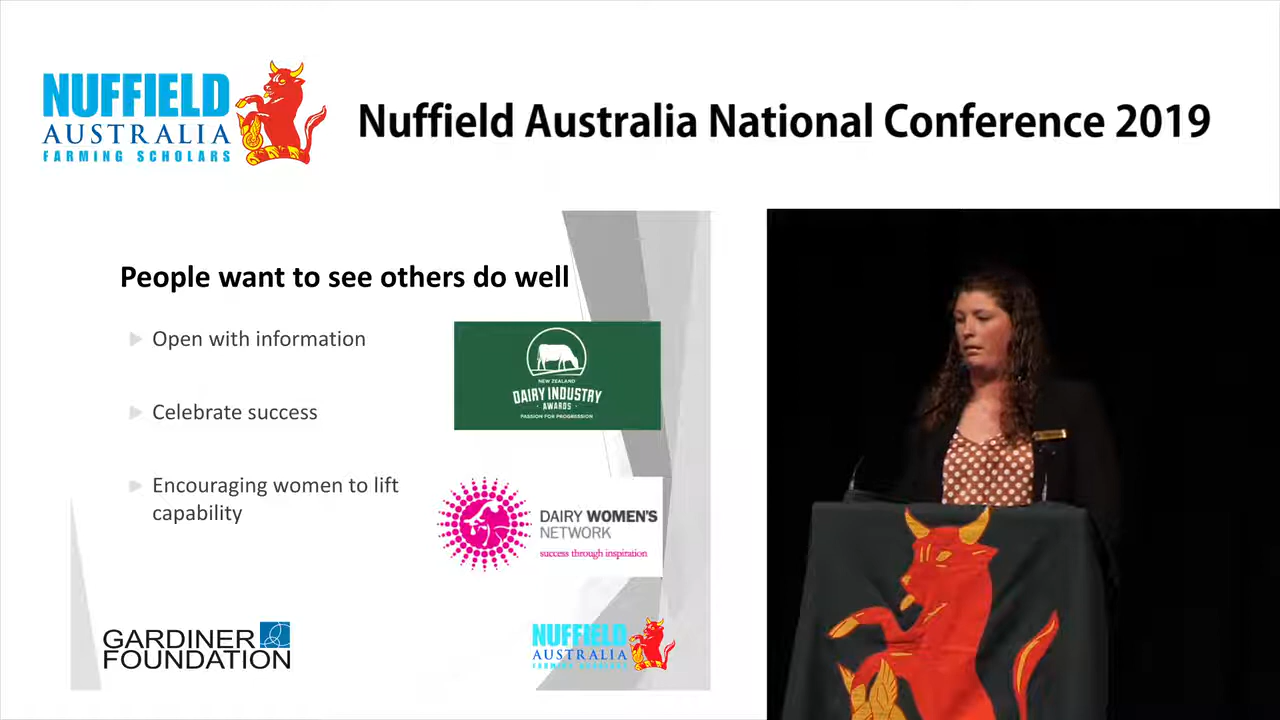 NUFFIELD
AUSTRALIA
FARMING SCHOLARS
Nuffield Australia National Conference 2019
People want to see others do well
Open with information
Celebrate success
Encouraging women to lift
capability
NEW ZEALAND
DAIRY INDUSTRY
· AWARDS ·
PASSION FOR PROGRESSION
DAIRY WOMEN'S
NETWORK
success through inspiration
GARDINER
FOUNDATION
NUFFIELD
AUSTRALIA
FARMING SCHOLARS